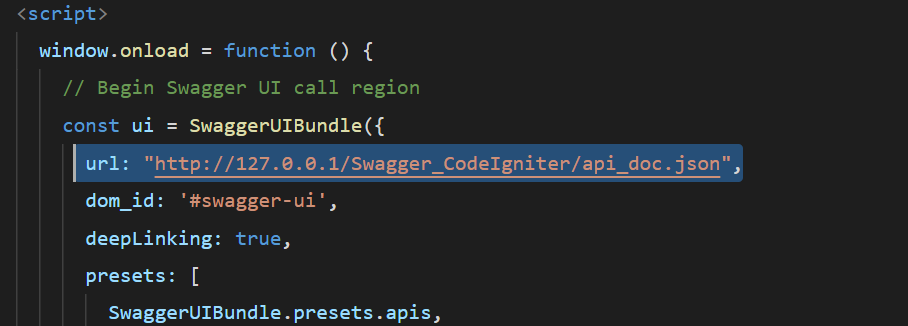 <script>
window.onload = function () {
// Begin Swagger UI call region
const ui = SwaggerUIBundle({
url: "http://127.0.0.1/Swagger_CodeIgniter/api_doc.json",
dom_id: '#swagger-ui',
deepLinking: true,
presets: [
SwaggerUIBundle.presets.apis,